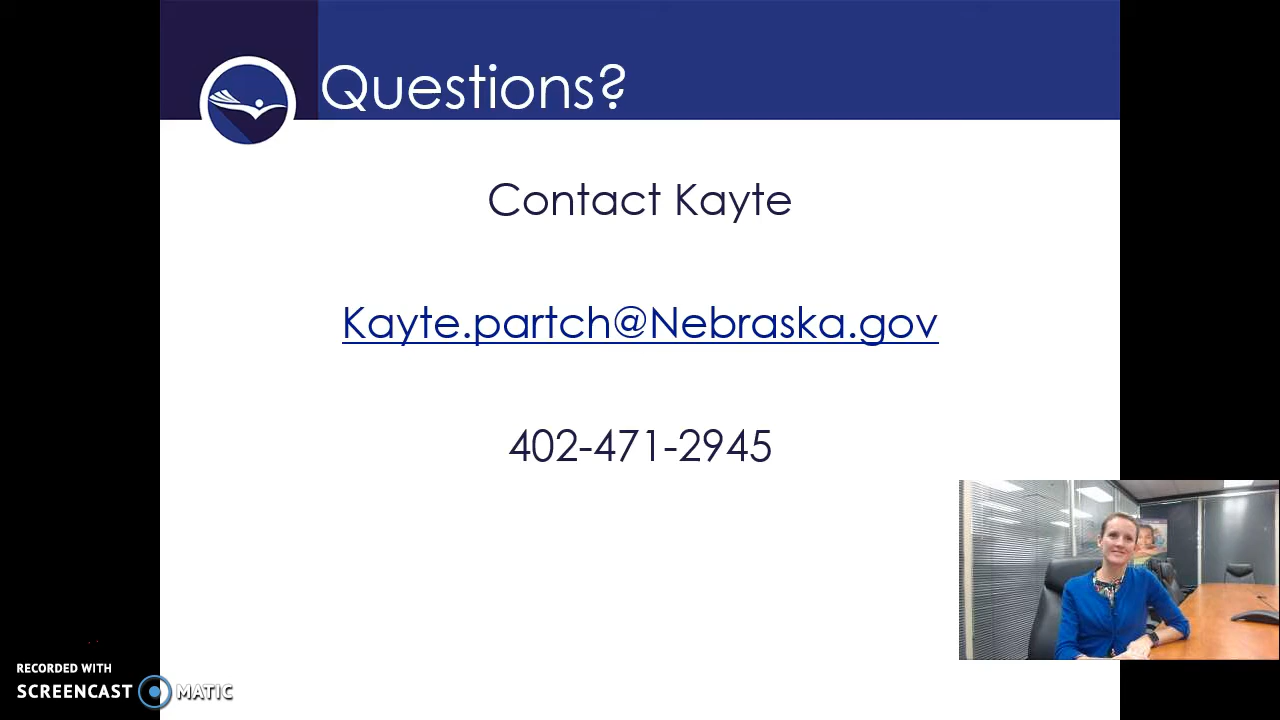 Questions?
Contact Kayte
Kayte.partch@Nebraska.gov
402-471-2945
RECORDED WITH
SCREENCAST MATIC